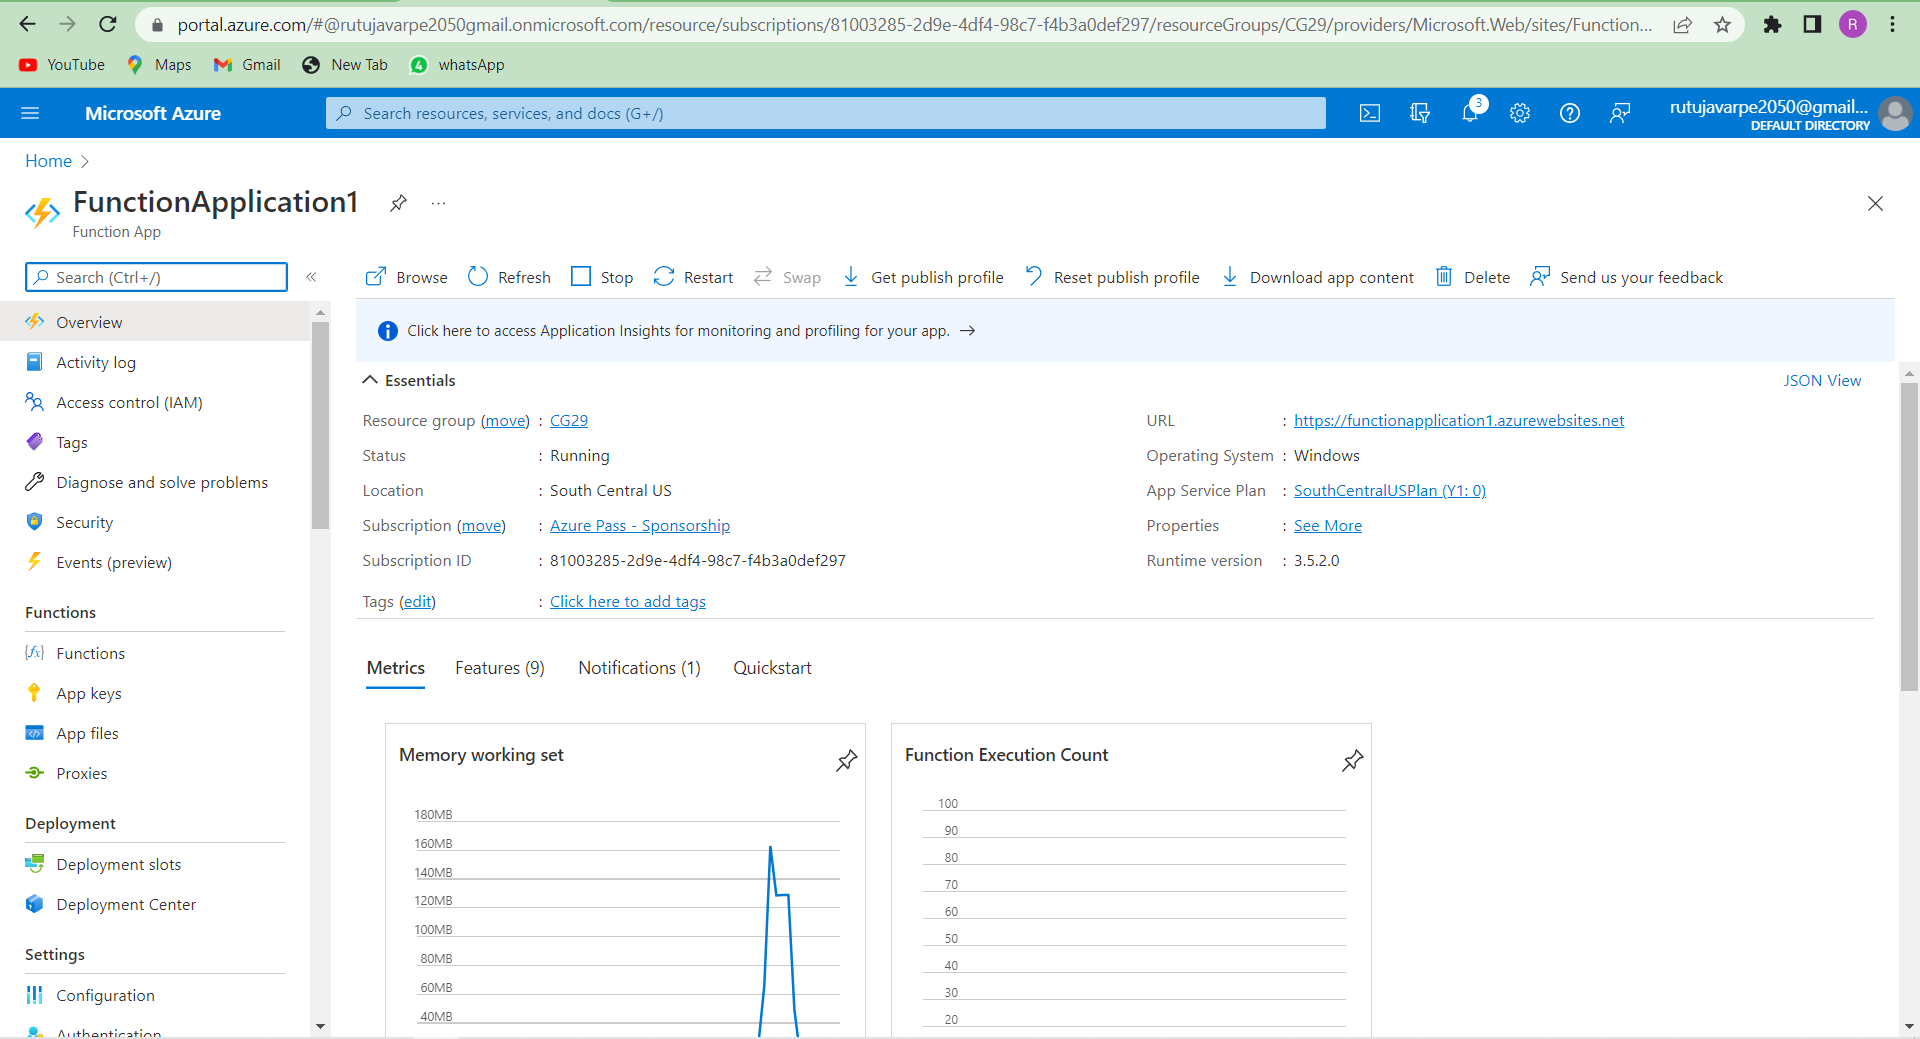 portal.azure.com/#@rutujavarpe2050gmail.onmicrosoft.com/resource/subscriptions/81003285-2d9e-4df4-98c7-f4b3a0def297/resourceGroups/CG29/providers/Microsoft.Web/sites/Function...
R
YouTube Maps Gmail New Tab 4 whatsApp
Microsoft Azure
Search resources, services, and docs (G+/)
3
rutujavarpe2050@gmail...
DEFAULT DIRECTORY
Home
FunctionApplication1
Function App
Search (Ctrl+/)
Overview
Activity log
Access control (IAM)
Tags
Diagnose and solve problems
Security
Events (preview)
Functions
Functions
App keys
App files
Proxies
Deployment
Deployment slots
Deployment Center
Settings
Configuration
Authentication
Browse Refresh Stop Restart Swap Get publish profile Reset publish profile Download app content Delete Send us your feedback
Click here to access Application Insights for monitoring and profiling for your app. →
Essentials
JSON View
Resource group (move) : CG29
Status : Running
Location : South Central US
Subscription (move) : Azure Pass - Sponsorship
Subscription ID : 81003285-2d9e-4df4-98c7-f4b3a0def297
Tags (edit) : Click here to add tags
URL : https://functionapplication1.azurewebsites.net
Operating System : Windows
App Service Plan : SouthCentralUSPlan (Y1: 0)
Properties : See More
Runtime version : 3.5.2.0
Metrics Features (9) Notifications (1) Quickstart
Memory working set
180MB
160MB
140MB
120MB
100MB
80MB
60MB
40MB
Function Execution Count
100
90
80
70
60
50
40
30
20